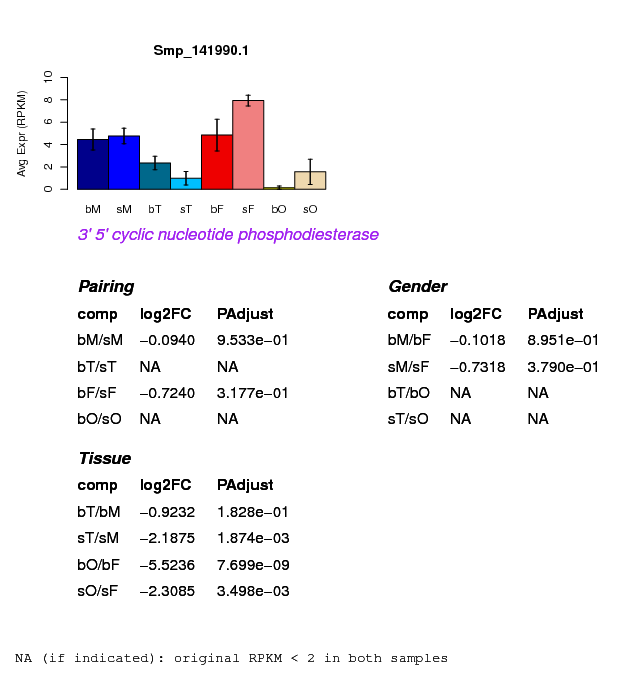 Smp_141990.1
Avg Expr (RPKM)
0 2 4 6 8 10
bM sM bT sT bF sF bO sO
3' 5' cyclic nucleotide phosphodiesterase
Pairing
comp log2FC PAdjust
bM/sM −0.0940 9.533e−01
bT/sT NA NA
bF/sF −0.7240 3.177e−01
bO/sO NA NA
Gender
comp log2FC PAdjust
bM/bF −0.1018 8.951e−01
sM/sF −0.7318 3.790e−01
bT/bO NA NA
sT/sO NA NA
Tissue
comp log2FC PAdjust
bT/bM −0.9232 1.828e−01
sT/sM −2.1875 1.874e−03
bO/bF −5.5236 7.699e−09
sO/sF −2.3085 3.498e−03
NA (if indicated): original RPKM < 2 in both samples